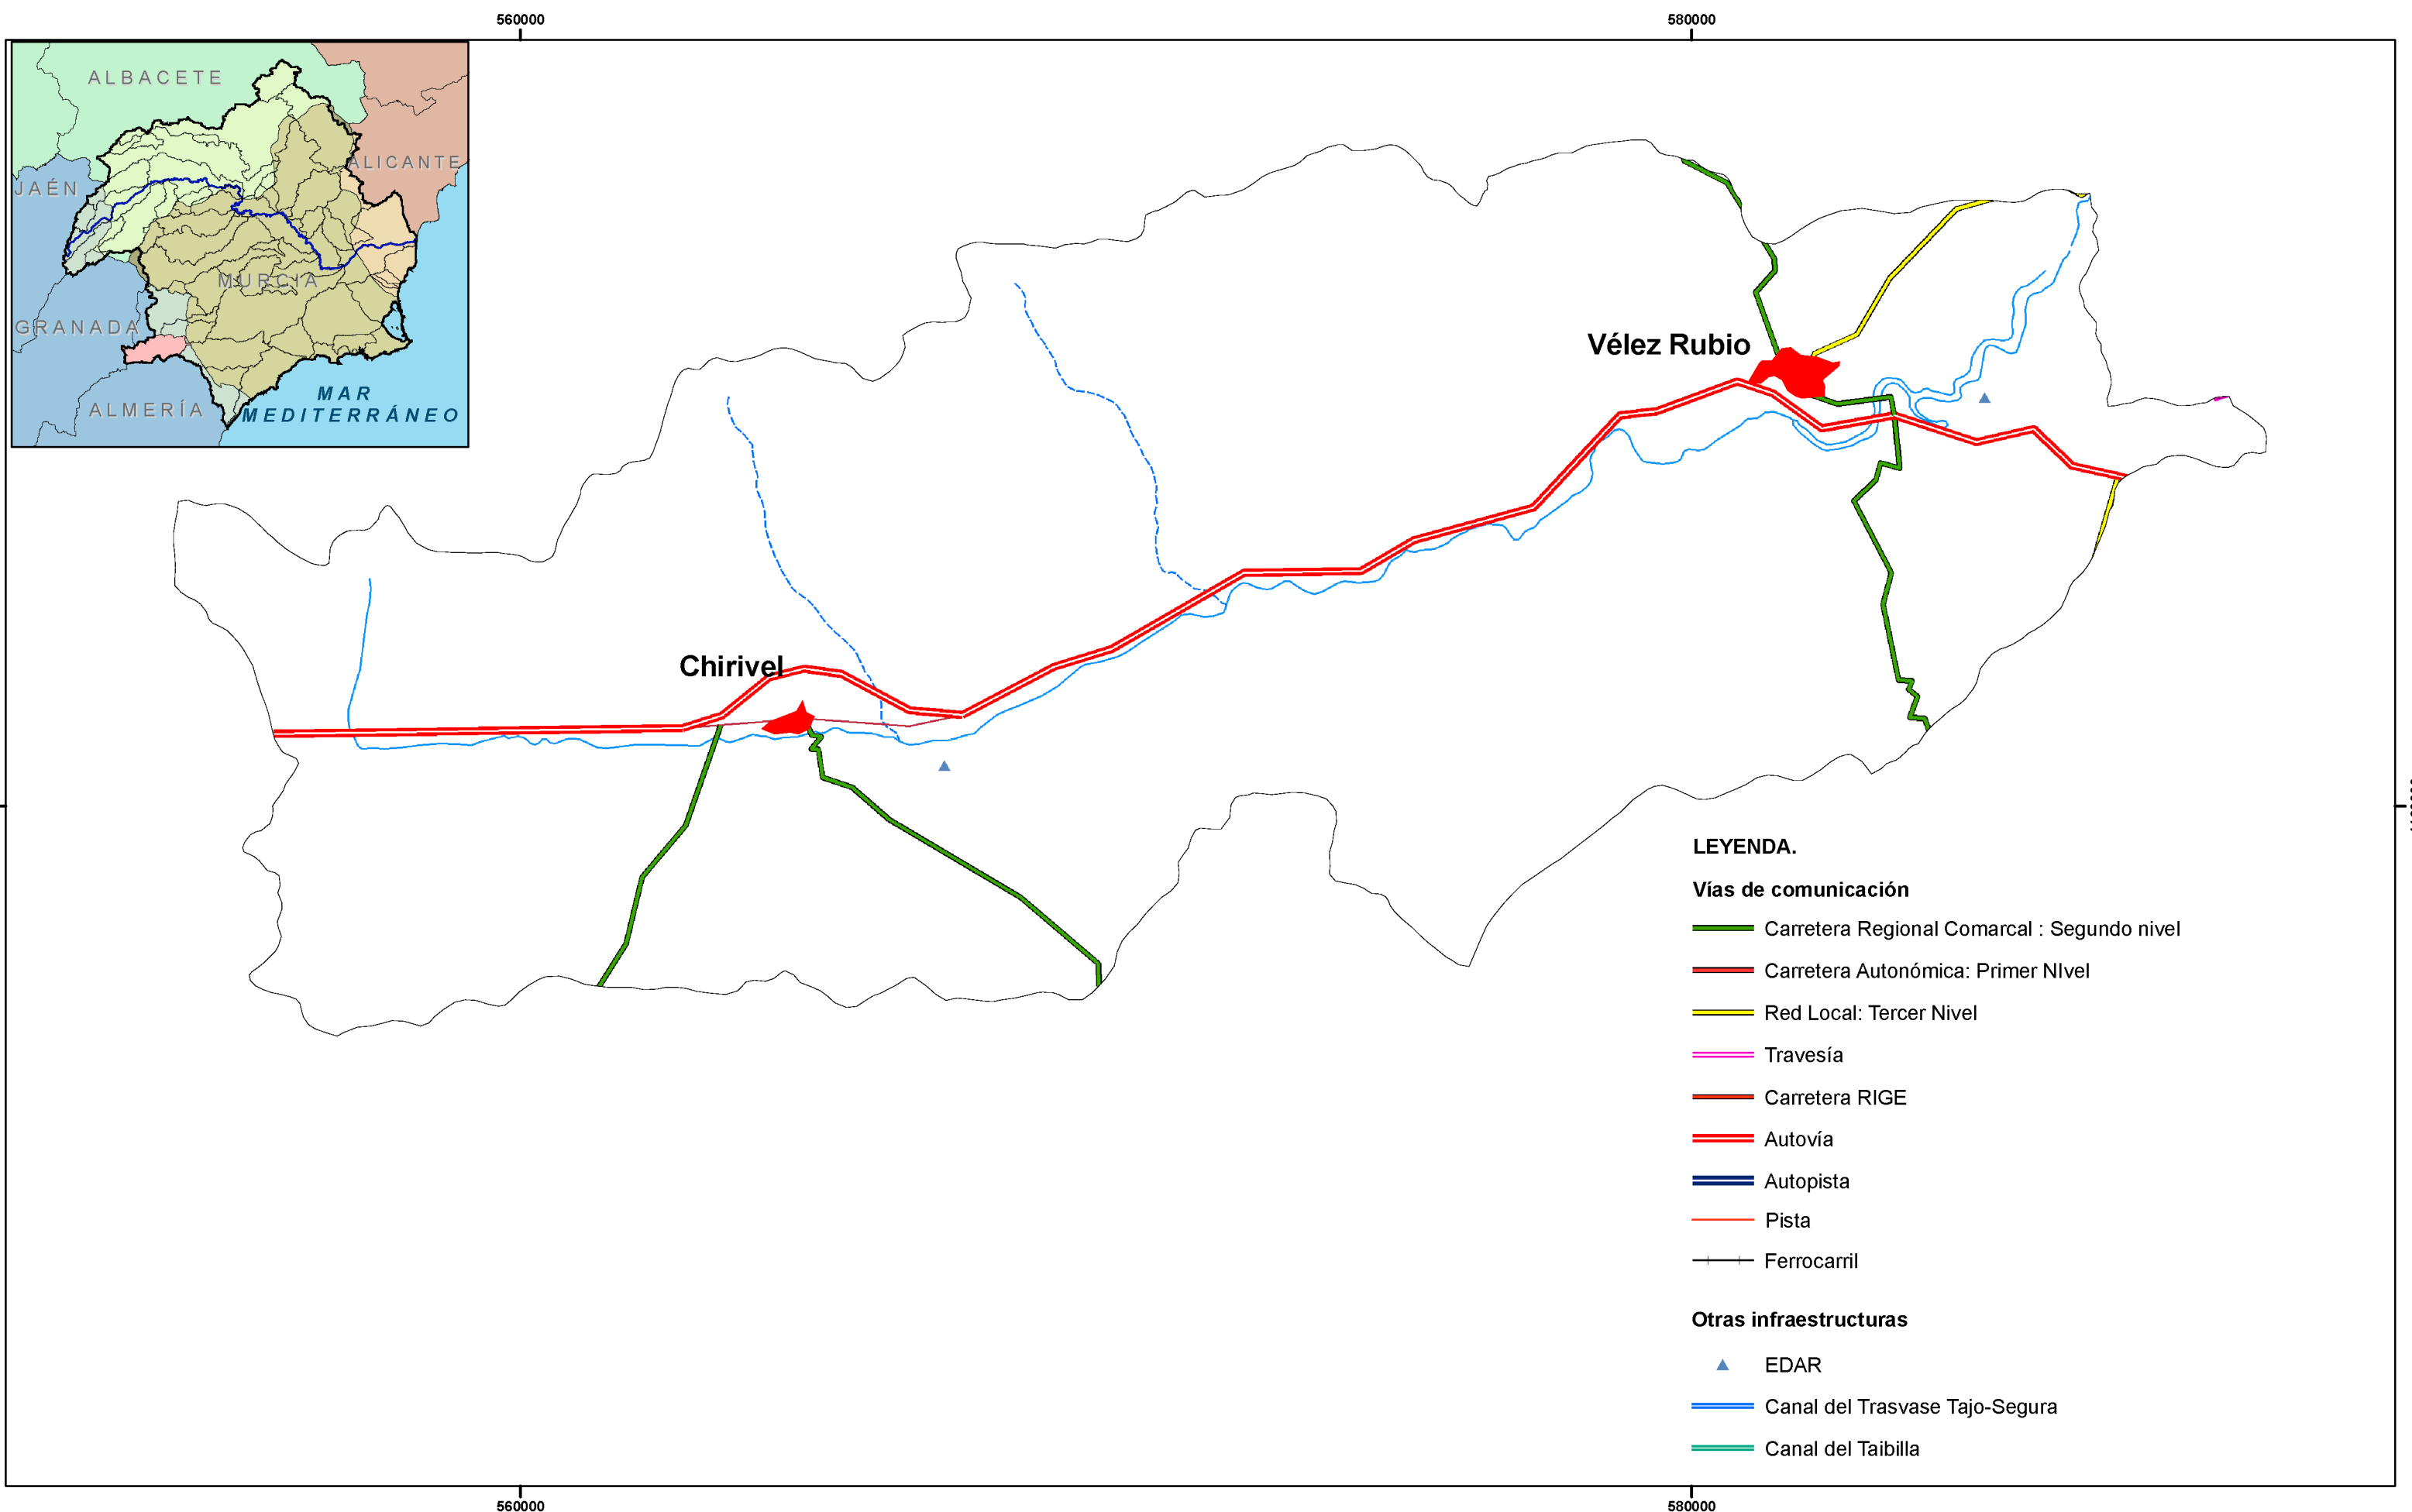 560000
580000
ALBACETE
ALICANTE
JAÉN
MURCIA
GRANADA
ALMERÍA
MAR
MEDITERRÁNEO
Vélez Rubio
Chirivel
LEYENDA.
Vías de comunicación
Carretera Regional Comarcal : Segundo nivel
Carretera Autonómica: Primer NIvel
Red Local: Tercer Nivel
Travesía
Carretera RIGE
Autovía
Autopista
Pista
Ferrocarril
Otras infraestructuras
EDAR
Canal del Trasvase Tajo-Segura
Canal del Taibilla
560000
580000